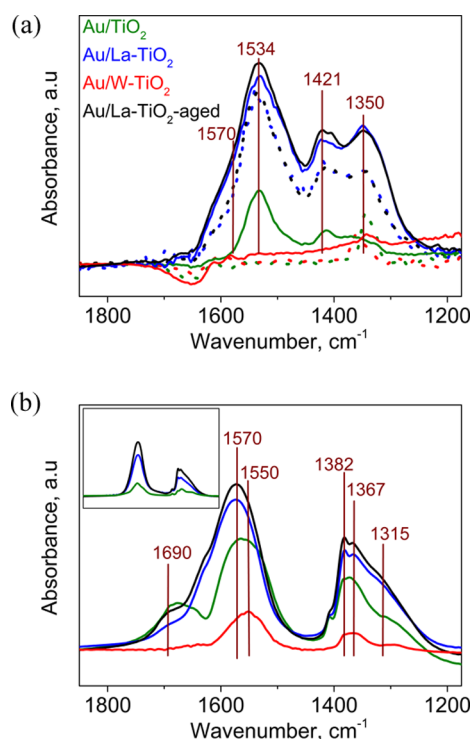 (a)
Au/TiO₂
Au/La-TiO₂
Au/W-TiO₂
Au/La-TiO₂-aged
1534
1421
1350
1570
Absorbance, a.u
1800 1600 1400 1200
Wavenumber, cm⁻¹
(b)
1570
1550
1382
1367
1315
1690
Absorbance, a.u
1800 1600 1400 1200
Wavenumber, cm⁻¹